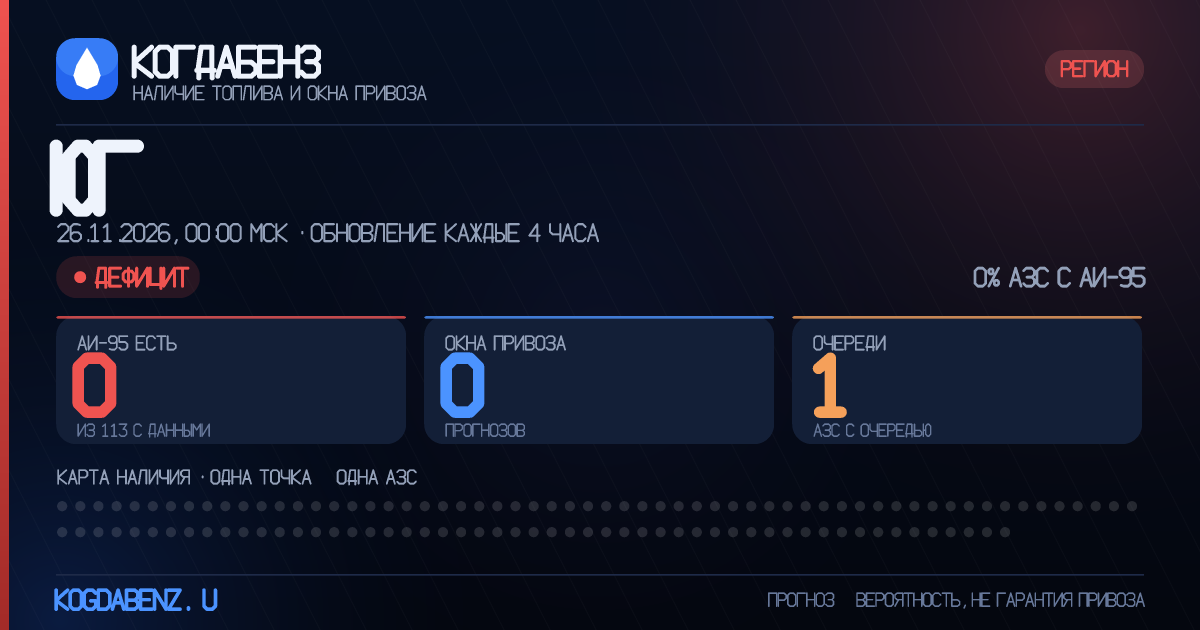 КОГДАБЕНЗ
НАЛИЧИЕ ТОПЛИВА И ОКНА ПРИВОЗА
РЕГИОН
ЮГ
26.11.2026, 00:00 МСК · ОБНОВЛЕНИЕ КАЖДЫЕ 4 ЧАСА
ДЕФИЦИТ
0% АЗС С АИ-95
АИ-95 ЕСТЬ
0
ИЗ 113 С ДАННЫМИ
ОКНА ПРИВОЗА
0
ПРОГНОЗОВ
ОЧЕРЕДИ
1
АЗС С ОЧЕРЕДЬЮ
КАРТА НАЛИЧИЯ · ОДНА ТОЧКА ОДНА АЗС
KOGDABENZ. U
ПРОГНОЗ ВЕРОЯТНОСТЬ, НЕ ГАРАНТИЯ ПРИВОЗА